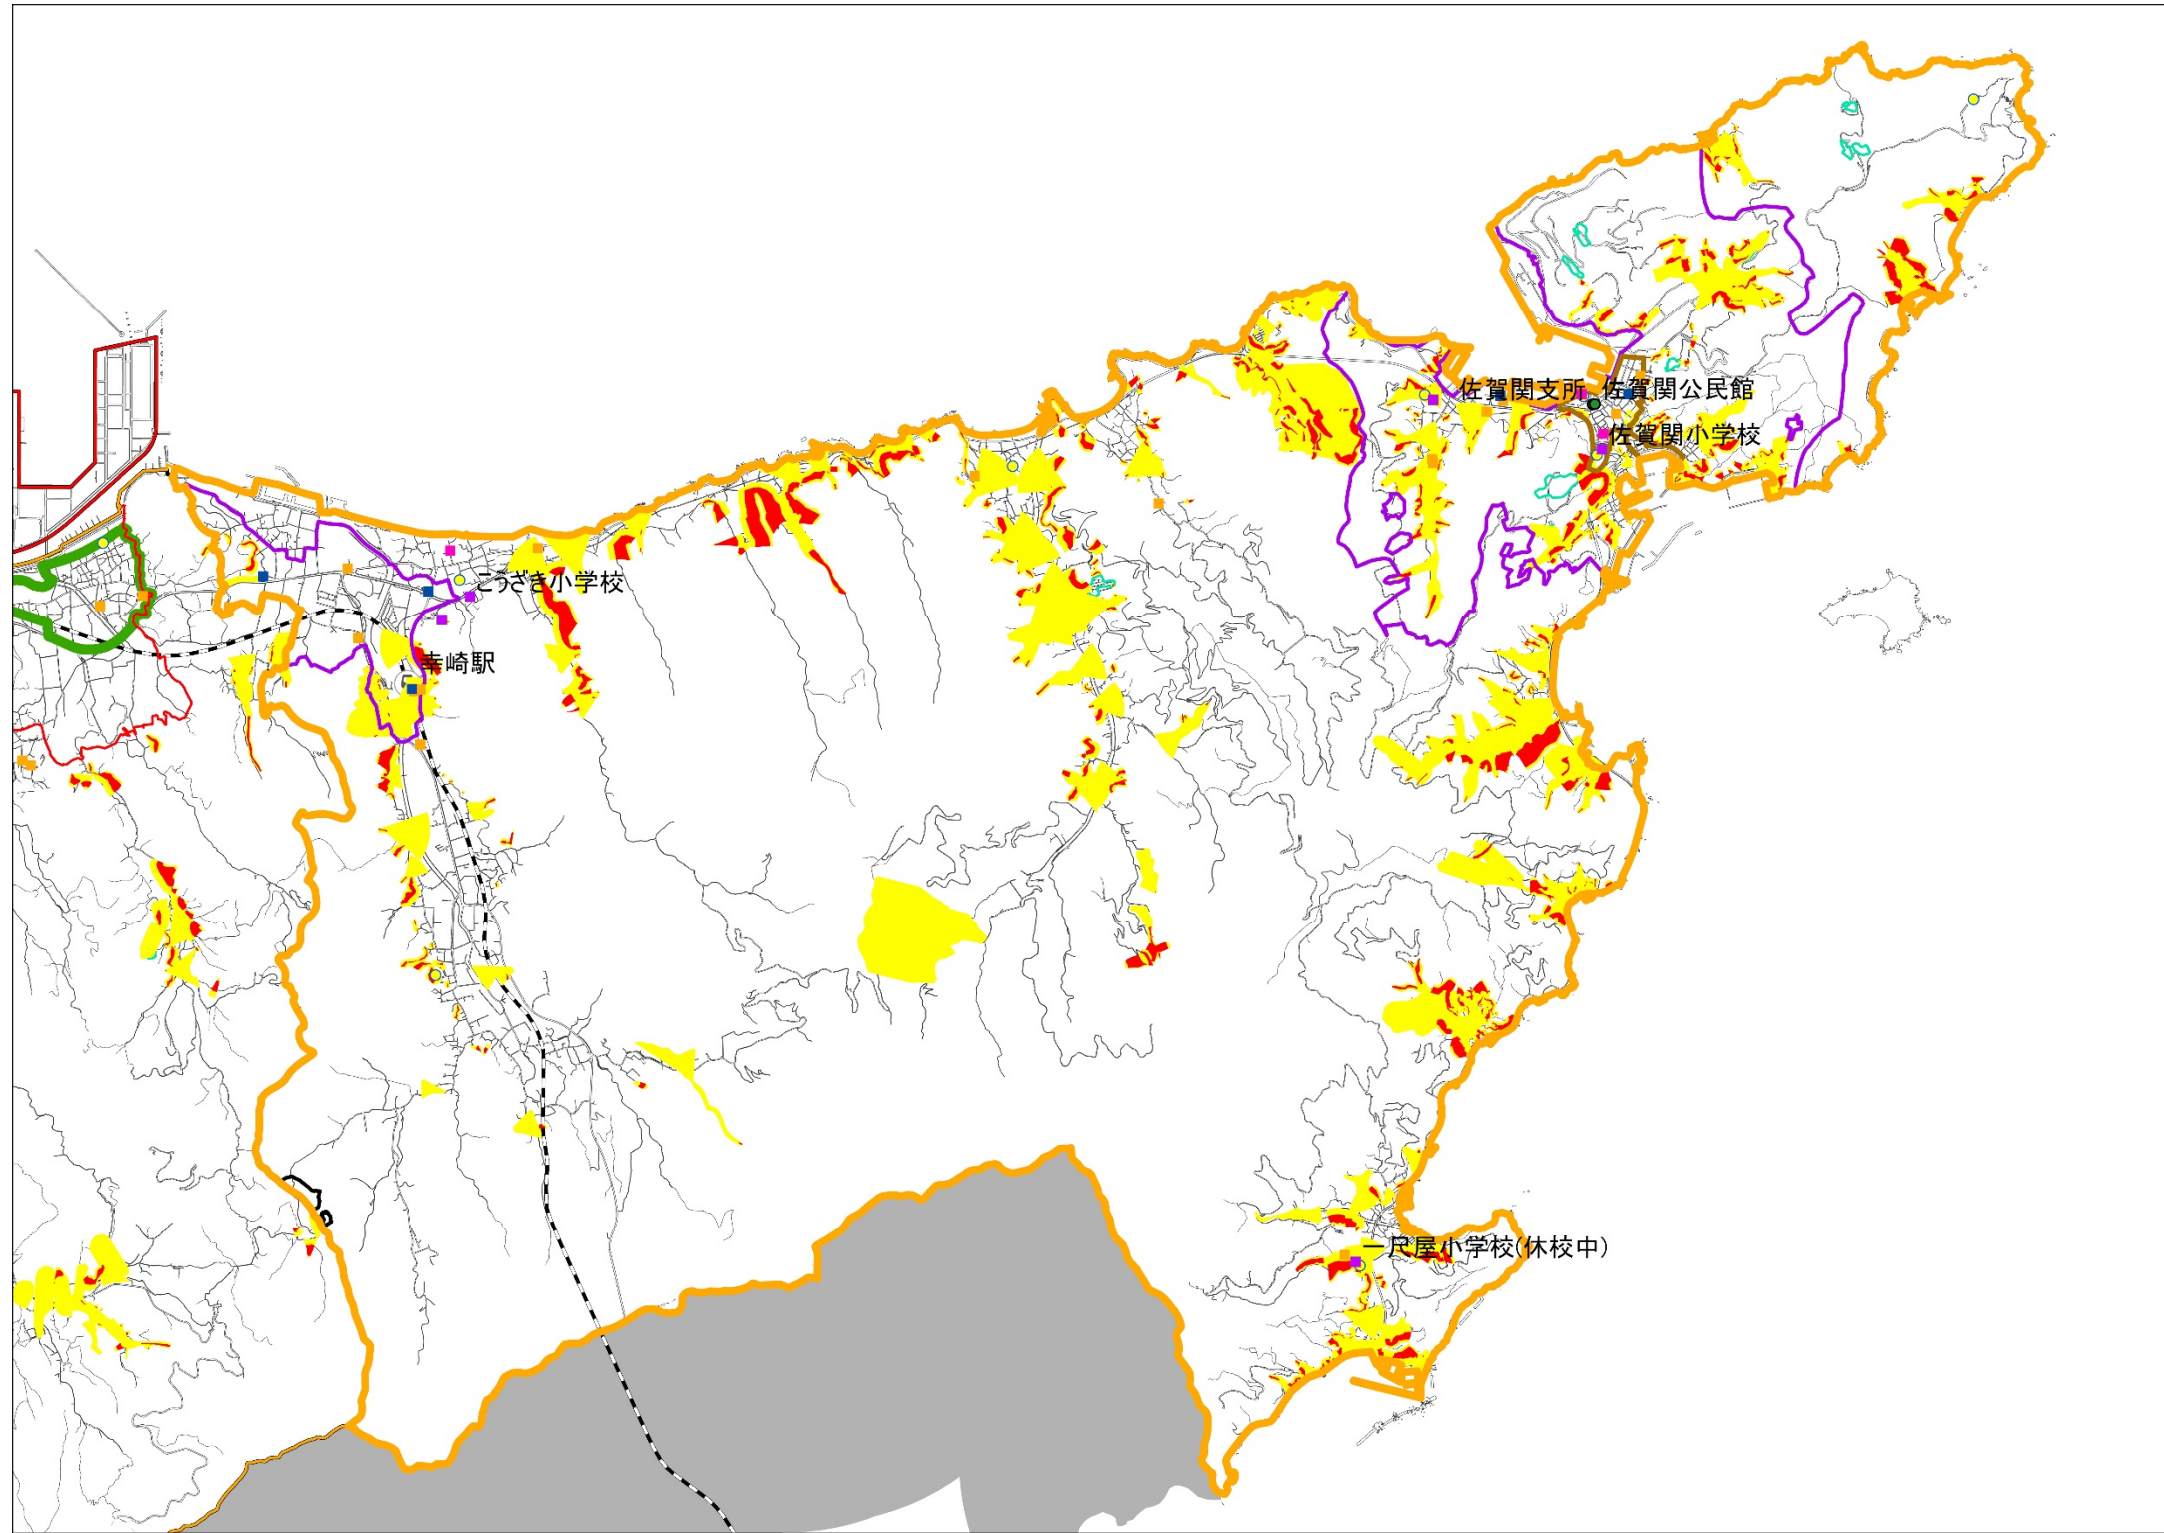 佐賀関支所
佐賀関公民館
佐賀関小学校
こうざき小学校
幸崎駅
一尺屋小学校(休校中)